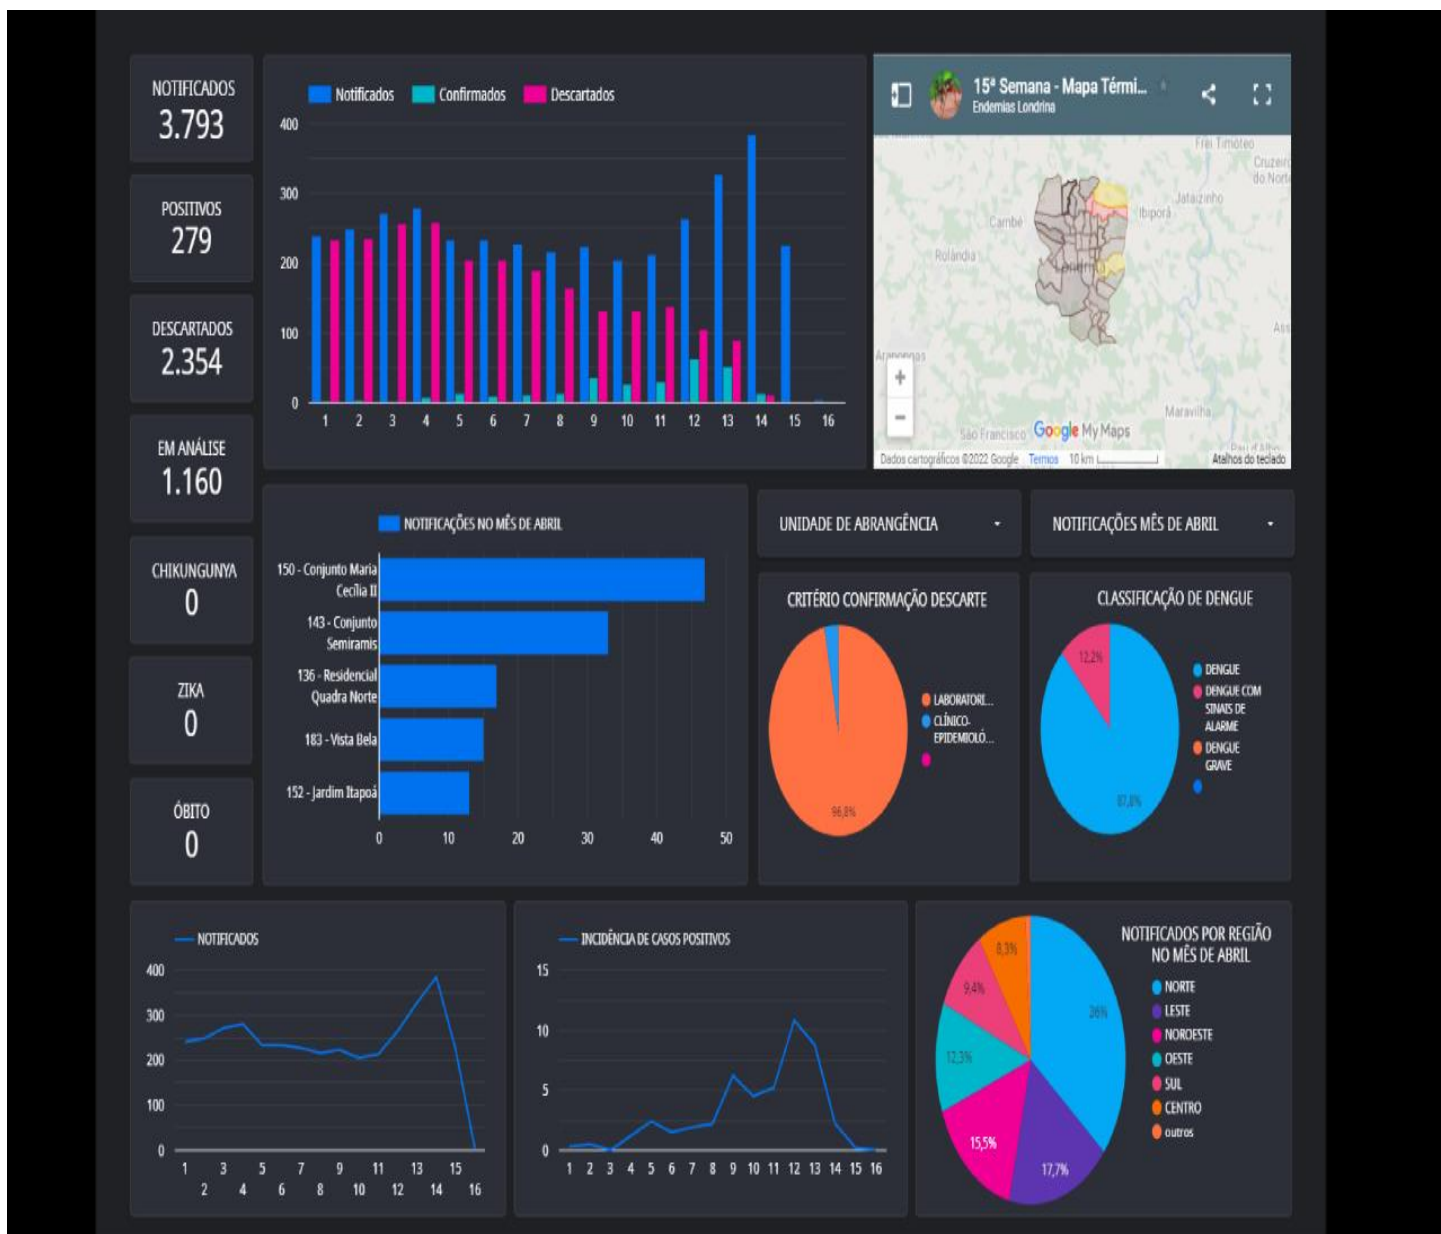 NOTIFICADOS
3.793
POSITIVOS
279
DESCARTADOS
2.354
EM ANÁLISE
1.160
CHIKUNGUNYA
0
ZIKA
0
ÓBITO
0
Notificados Confirmados Descartados
400
300
200
100
0
1 2 3 4 5 6 7 8 9 10 11 12 13 14 15 16
15ª Semana - Mapa Térmi...
Endemias Londrina
Frei Timóteo
Cruzeiro
do Norte
Jataizinho
Ibiporã
Cambé
Rolândia
Londrina
Arapongas
Maravilha
São Francisco
Google My Maps
Dados cartográficos ©2022 Google Termos 10 km Atalhos do teclado
NOTIFICAÇÕES NO MÊS DE ABRIL
150 - Conjunto Maria
Cecília II
143 - Conjunto
Semiramis
136 - Residencial
Quadra Norte
183 - Vista Bela
152 - Jardim Itapoá
0 10 20 30 40 50
UNIDADE DE ABRANGÊNCIA
NOTIFICAÇÕES MÊS DE ABRIL
CRITÉRIO CONFIRMAÇÃO DESCARTE
96,8%
LABORATORI...
CLÍNICO-
EPIDEMIOLÓ...
CLASSIFICAÇÃO DE DENGUE
12,2%
87,8%
DENGUE
DENGUE COM
SINAIS DE
ALARME
DENGUE
GRAVE
NOTIFICADOS
400
300
200
100
0
1 3 5 7 9 11 13 15
2 4 6 8 10 12 14 16
INCIDÊNCIA DE CASOS POSITIVOS
15
10
5
0
1 2 3 4 5 6 7 8 9 10 11 12 13 14 15 16
8,3%
9,4%
12,3%
15,5%
17,7%
36%
NOTIFICADOS POR REGIÃO
NO MÊS DE ABRIL
NORTE
LESTE
NOROESTE
OESTE
SUL
CENTRO
outros